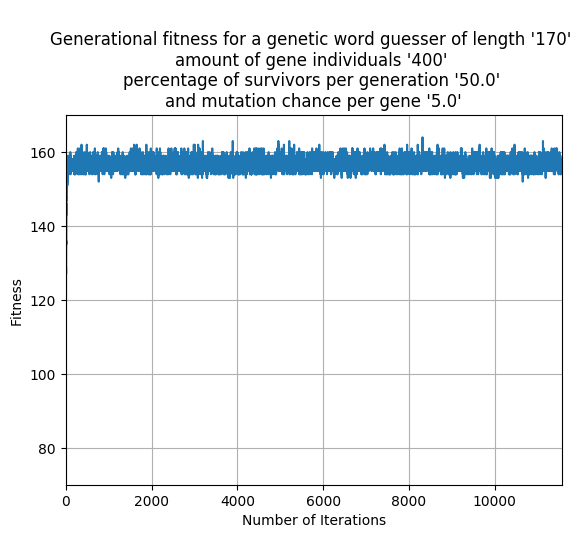 Generational fitness for a genetic word guesser of length '170'
amount of gene individuals '400'
percentage of survivors per generation '50.0'
and mutation chance per gene '5.0'
160
140
120
100
80
Fitness
0 2000 4000 6000 8000 10000
Number of Iterations